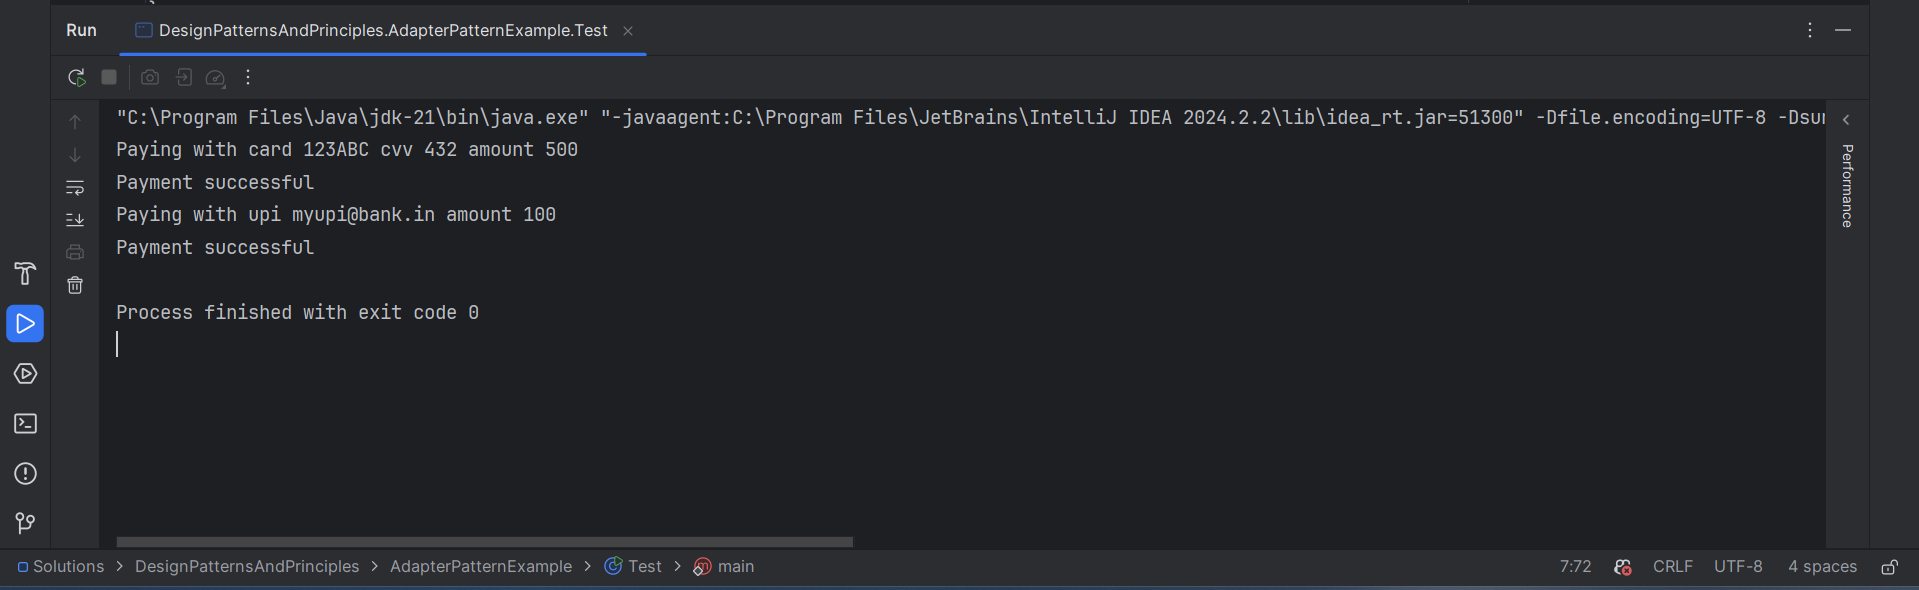 Run DesignPatternsAndPrinciples.AdapterPatternExample.Test
"C:\Program Files\Java\jdk-21\bin\java.exe" "-javaagent:C:\Program Files\JetBrains\IntelliJ IDEA 2024.2.2\lib\idea_rt.jar=51300" -Dfile.encoding=UTF-8
Paying with card 123ABC cvv 432 amount 500
Payment successful
Paying with upi myupi@bank.in amount 100
Payment successful
Process finished with exit code 0
Performance
Solutions > DesignPatternsAndPrinciples > AdapterPatternExample > Test > main 7:72 CRLF UTF-8 4 spaces